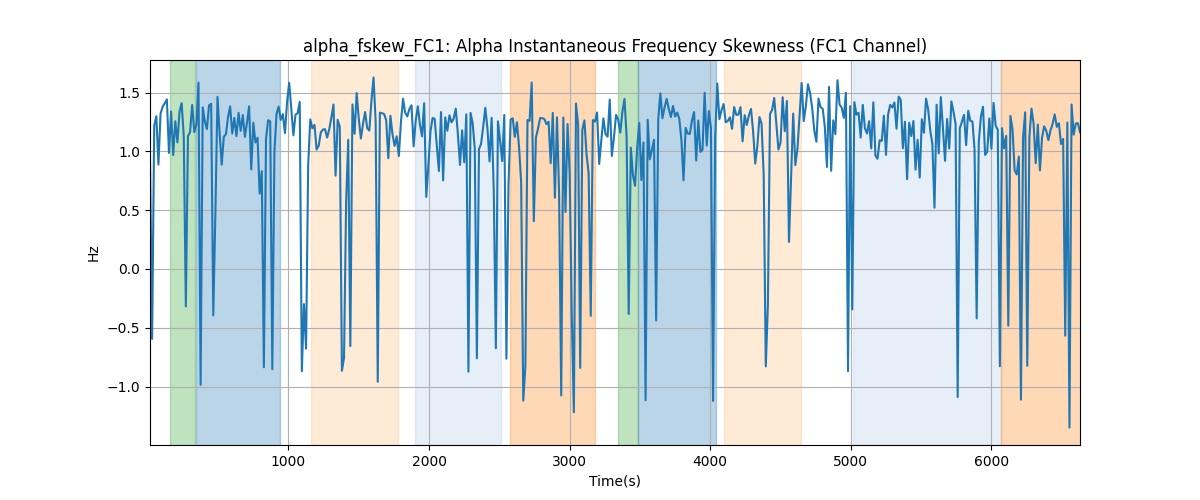 alpha_fskew_FC1: Alpha Instantaneous Frequency Skewness (FC1 Channel)
1.5
1.0
0.5
0.0
−0.5
−1.0
Hz
1000 2000 3000 4000 5000 6000
Time(s)